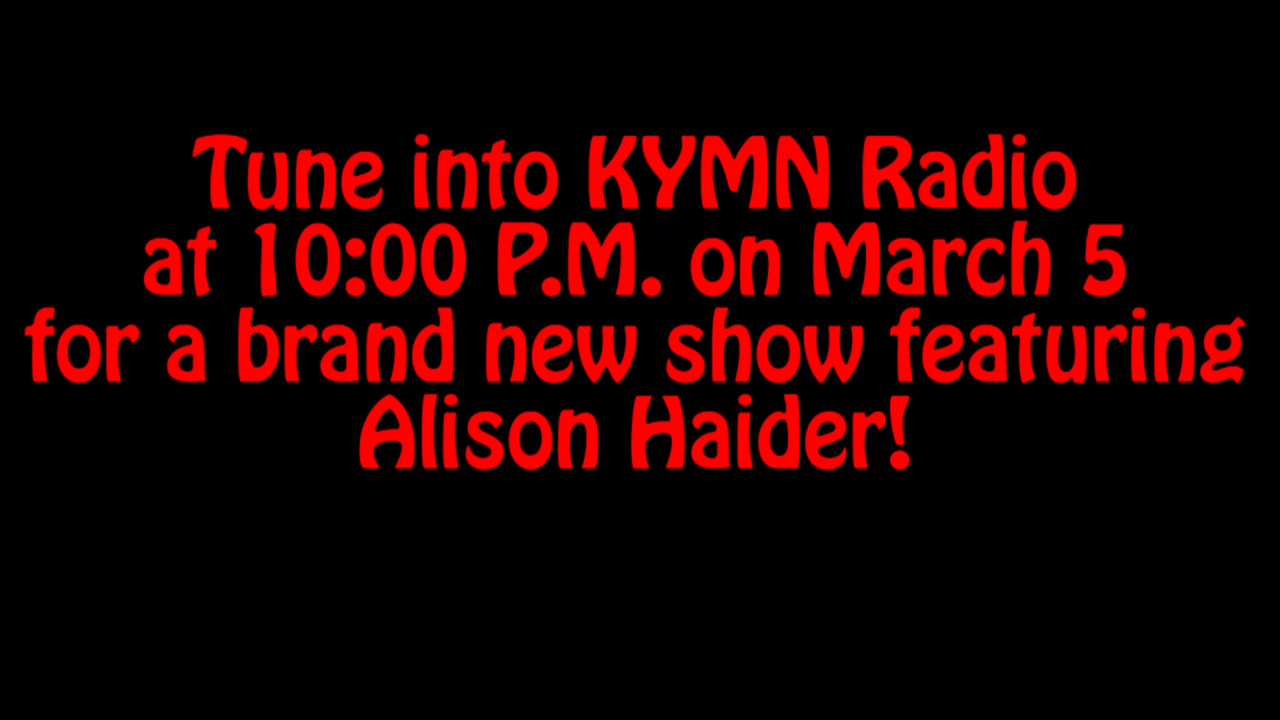 Tune into KYMN Radio
at 10:00 P.M. on March 5
for a brand new show featuring
Alison Haider!